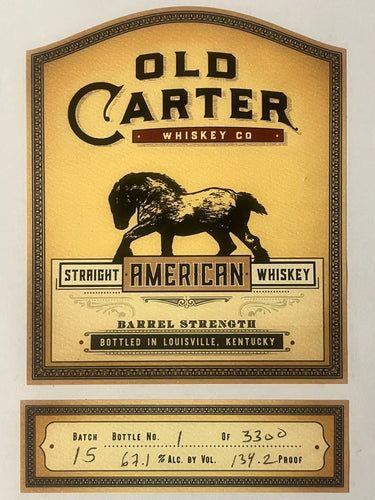 OLD
CARTER
WHISKEY CO
STRAIGHT AMERICAN WHISKEY
BARREL STRENGTH
BOTTLED IN LOUISVILLE, KENTUCKY
BATCH BOTTLE NO. 1 OF 3300
15 67.1 % ALC. BY VOL. 134.2 PROOF